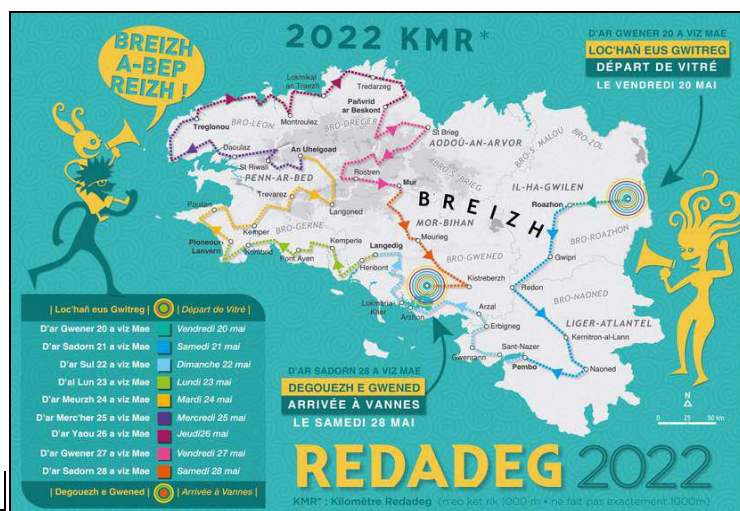 BREIZH
A-BEP
REIZH !
2022 KMR*
D'AR GWENER 20 A VIZ MAE
LOC'HAÑ EUS GWITREG
DÉPART DE VITRÉ
LE VENDREDI 20 MAI
Lokmikal
an Traezh
Tredarzeg
Pañvrid
ar Beskont
Montroulez
Treglonou
BRO-LEON
BRO-DREGER
St Brieg
AODOÙ-AN-ARVOR
BRO-S. MALOU
BRO-ZOL
Daoulaz
An Uhelgoad
St Riwall
PENN-AR-BED
Rostren
BRO-S. BRIEG
Mur
IL-HA-GWILEN
BREIZH
Roazhon
Trevarez
Langoned
MOR-BIHAN
Kemper
BRO-GERNE
Mourieg
BRO-ROAZHON
Ploneour
Lanvern
Kemperle
Langedig
Gwipri
Pont Aven
Henbont
BRO-GWENED
Kistreberzh
Redon
BRO-NAONED
Arzhon
Arzal
Erbigneg
LIGER-ATLANTEL
Kernitron-al-Lann
Gwenrann
Sant-Nazer
Pembo
Naoned
D'AR SADORN 28 A VIZ MAE
DEGOUEZH E GWENED
ARRIVÉE À VANNES
LE SAMEDI 28 MAI
N
0 25 50 km
| Loc'hañ eus Gwitreg | | Départ de Vitré |
D'ar Gwener 20 a viz Mae Vendredi 20 mai
D'ar Sadorn 21 a viz Mae Samedi 21 mai
D'ar Sul 22 a viz Mae Dimanche 22 mai
D'al Lun 23 a viz Mae Lundi 23 mai
D'ar Meurzh 24 a viz Mae Mardi 24 mai
D'ar Merc'her 25 a viz Mae Mercredi 25 mai
D'ar Yaou 26 a viz Mae Jeudi26 mai
D'ar Gwener 27 a viz Mae Vendredi 27 mai
D'ar Sadorn 28 a viz Mae Samedi 28 mai
| Degouezh e Gwened | | Arrivée à Vannes |
REDADEG 2022
KMR* : Kilomètre Redadeg (n'eo ket rik 1000 m • ne fait pas exactement 1000m)